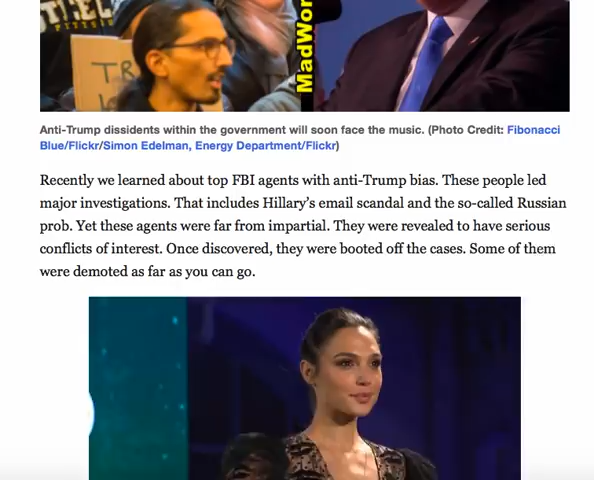 TR
MadWor
Anti-Trump dissidents within the government will soon face the music. (Photo Credit: Fibonacci
Blue/Flickr/Simon Edelman, Energy Department/Flickr)
Recently we learned about top FBI agents with anti-Trump bias. These people led
major investigations. That includes Hillary's email scandal and the so-called Russian
prob. Yet these agents were far from impartial. They were revealed to have serious
conflicts of interest. Once discovered, they were booted off the cases. Some of them
were demoted as far as you can go.